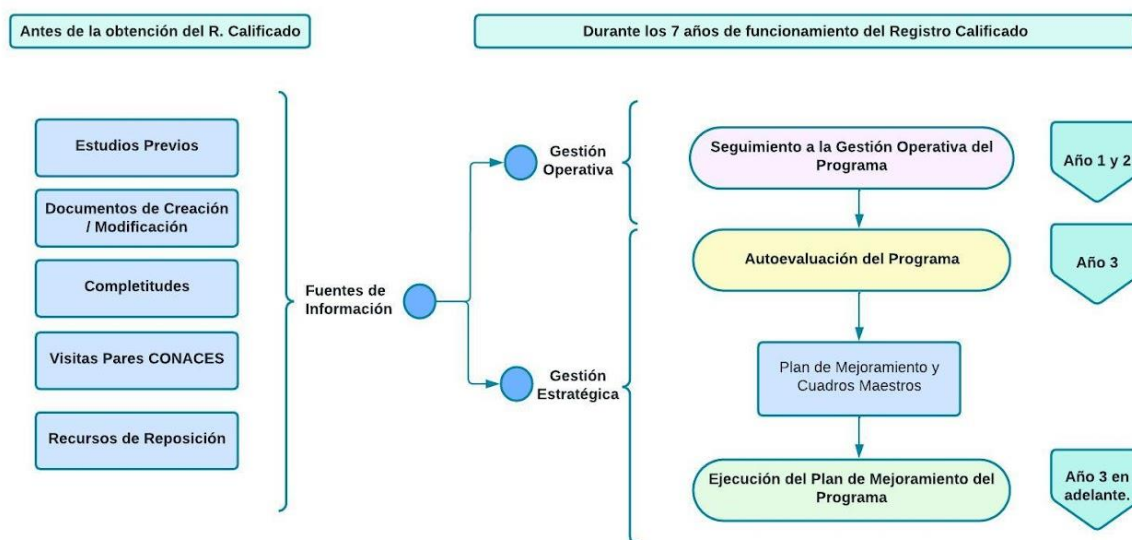 Antes de la obtención del R. Calificado
Durante los 7 años de funcionamiento del Registro Calificado
Estudios Previos
Documentos de Creación
/ Modificación
Completitudes
Visitas Pares CONACES
Recursos de Reposición
Fuentes de
Información
Gestión
Operativa
Gestión
Estratégica
Seguimiento a la Gestión Operativa del
Programa
Año 1 y 2
Autoevaluación del Programa
Año 3
Plan de Mejoramiento y
Cuadros Maestros
Ejecución del Plan de Mejoramiento del
Programa
Año 3 en
adelante.